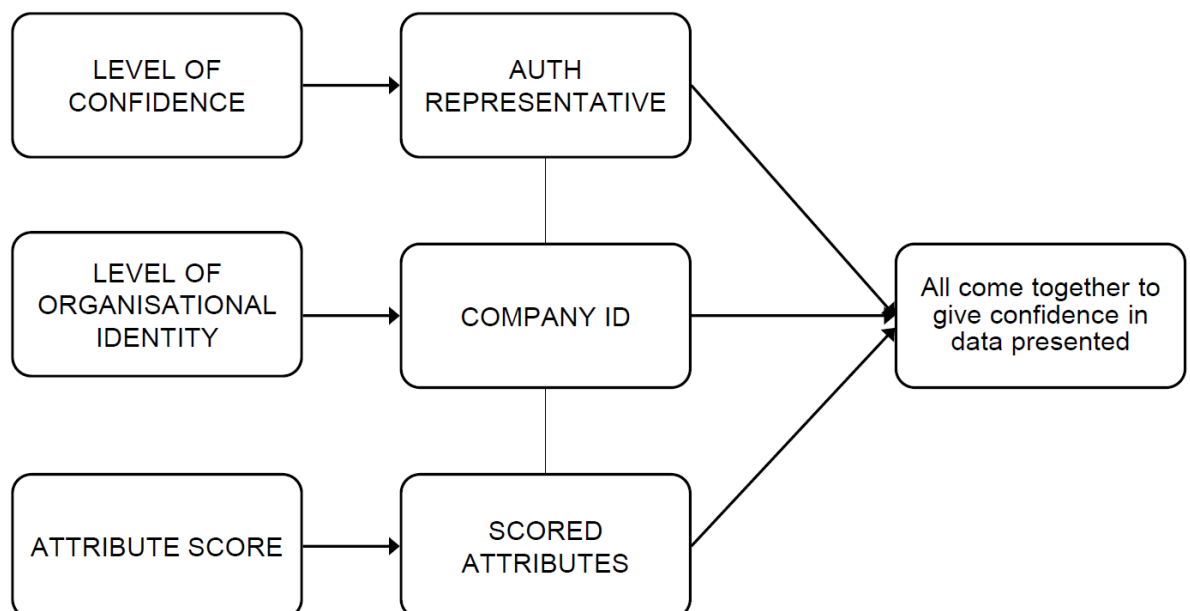 LEVEL OF
CONFIDENCE
AUTH
REPRESENTATIVE
LEVEL OF
ORGANISATIONAL
IDENTITY
COMPANY ID
All come together to
give confidence in
data presented
ATTRIBUTE SCORE
SCORED
ATTRIBUTES